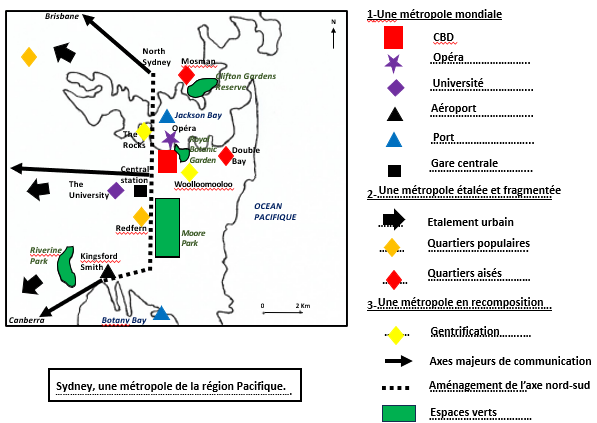 Brisbane
N
North
Sydney
Mosman
Clifton Gardens
Reserve
Jackson Bay
Opéra
The
Rocks
Royal
Botanic
Garden
Double
Bay
Central
station
Woolloomooloo
The
University
OCEAN
PACIFIQUE
Redfern
Moore
Park
Riverine
Park
Kingsford
Smith
0 2 Km
Canberra
Botany Bay
Sydney, une métropole de la région Pacifique.
1-Une métropole mondiale
CBD
Opéra
Université
Aéroport
Port
Gare centrale
2-Une métropole étalée et fragmentée
Etalement urbain
Quartiers populaires
Quartiers aisés
3-Une métropole en recomposition
Gentrification
Axes majeurs de communication
Aménagement de l'axe nord-sud
Espaces verts